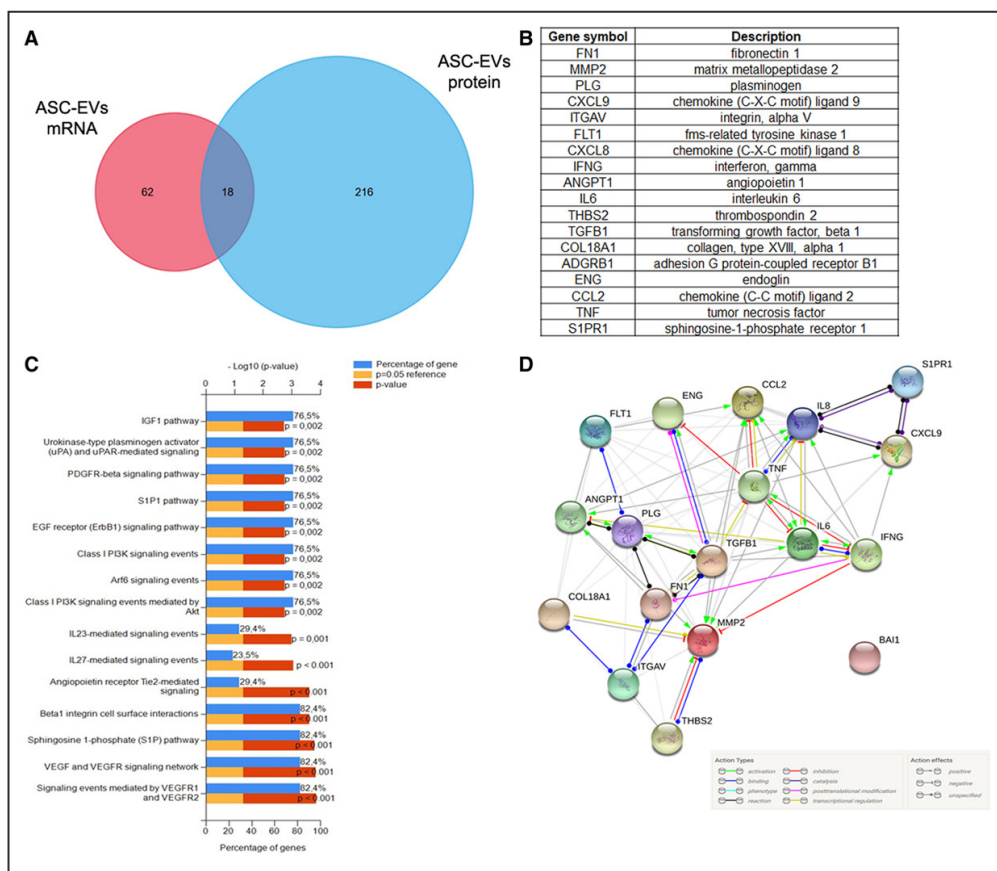 A
ASC-EVs
mRNA
ASC-EVs
protein
62
18
216
B
Gene symbol Description
FN1 fibronectin 1
MMP2 matrix metallopeptidase 2
PLG plasminogen
CXCL9 chemokine (C-X-C motif) ligand 9
ITGAV integrin, alpha V
FLT1 fms-related tyrosine kinase 1
CXCL8 chemokine (C-X-C motif) ligand 8
IFNG interferon, gamma
ANGPT1 angiopoietin 1
IL6 interleukin 6
THBS2 thrombospondin 2
TGFB1 transforming growth factor, beta 1
COL18A1 collagen, type XVIII, alpha 1
ADGRB1 adhesion G protein-coupled receptor B1
ENG endoglin
CCL2 chemokine (C-C motif) ligand 2
TNF tumor necrosis factor
S1PR1 sphingosine-1-phosphate receptor 1
C
- Log10 (p-value)
0 1 2 3 4
Percentage of gene
p=0.05 reference
p-value
IGF1 pathway 76,5%
p = 0,002
Urokinase-type plasminogen activator 76,5%
(uPA) and uPAR-mediated signaling p = 0,002
PDGFR-beta signaling pathway 76,5%
p = 0,002
S1P1 pathway 76,5%
p = 0,002
EGF receptor (ErbB1) signaling pathway 76,5%
p = 0,002
Class I PI3K signaling events 76,5%
p = 0,002
Arf6 signaling events 76,5%
p = 0,002
Class I PI3K signaling events mediated by 76,5%
Akt p = 0,002
IL23-mediated signaling events 29,4%
p = 0,001
IL27-mediated signaling events 23,5%
p < 0.001
Angiopoietin receptor Tie2-mediated 29,4%
signaling p < 0 001
Beta1 integrin cell surface interactions 82,4%
p < 0 001
Sphingosine 1-phosphate (S1P) pathway 82,4%
p < 0 001
VEGF and VEGFR signaling network 82,4%
p < 0 001
Signaling events mediated by VEGFR1 82,4%
and VEGFR2 p < 0 001
0 20 40 60 80 100
Percentage of genes
D
S1PR1
CCL2
ENG
IL8
FLT1
CXCL9
TNF
ANGPT1
PLG
IL6
TGFB1
IFNG
FN1
COL18A1
MMP2
BAI1
ITGAV
THBS2
Action Types
activation
inhibition
binding
catalysis
phenotype
posttranslational modification
reaction
transcriptional regulation
Action effects
positive
negative
unspecified